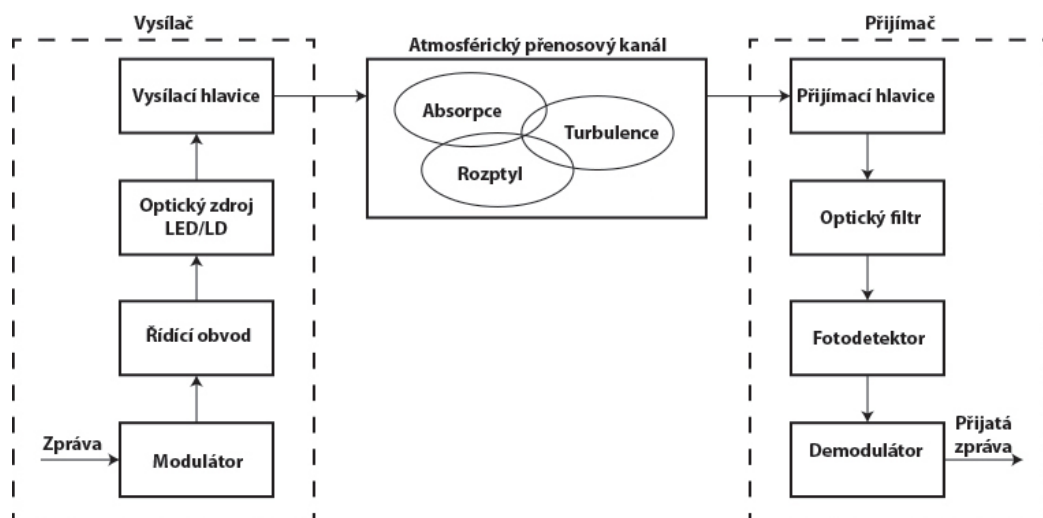 Vysílač
Vysílací hlavice
Optický zdroj
LED/LD
Řídící obvod
Zpráva
Modulátor
Atmosférický přenosový kanál
Absorpce
Turbulence
Rozptyl
Přijímač
Přijímací hlavice
Optický filtr
Fotodetektor
Demodulátor
Přijatá
zpráva